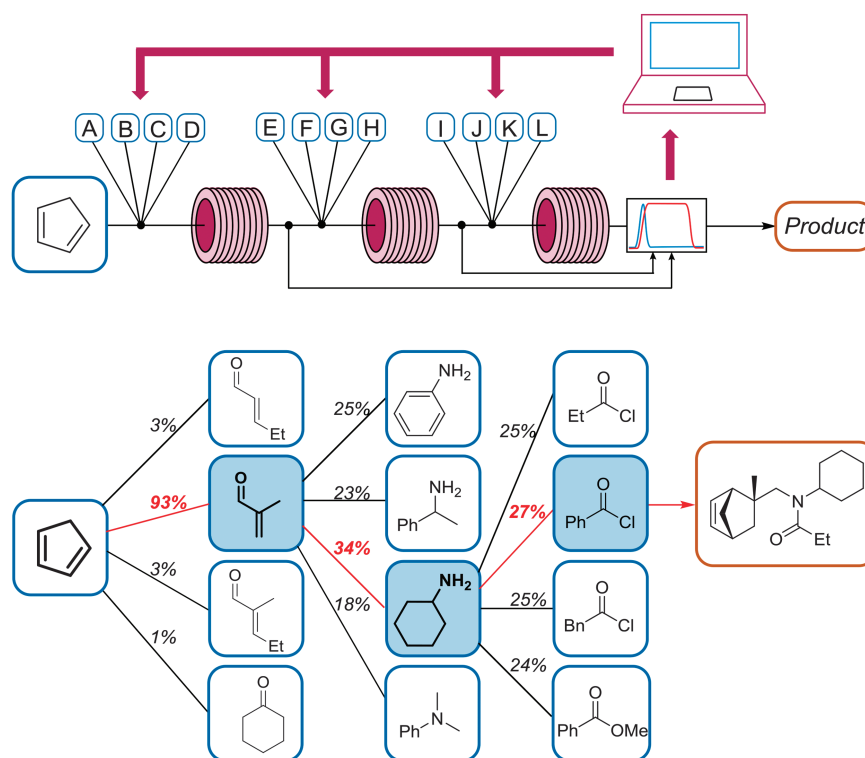 A B C D E F G H I J K L
Product
O
Et
3%
NH2
25%
O
Et Cl
25%
93%
O
23%
NH2
Ph
27%
O
Ph Cl
N
O Et
34%
3%
O
Et
18%
NH2
25%
O
Bn Cl
1%
O
Ph N
24%
O
Ph OMe